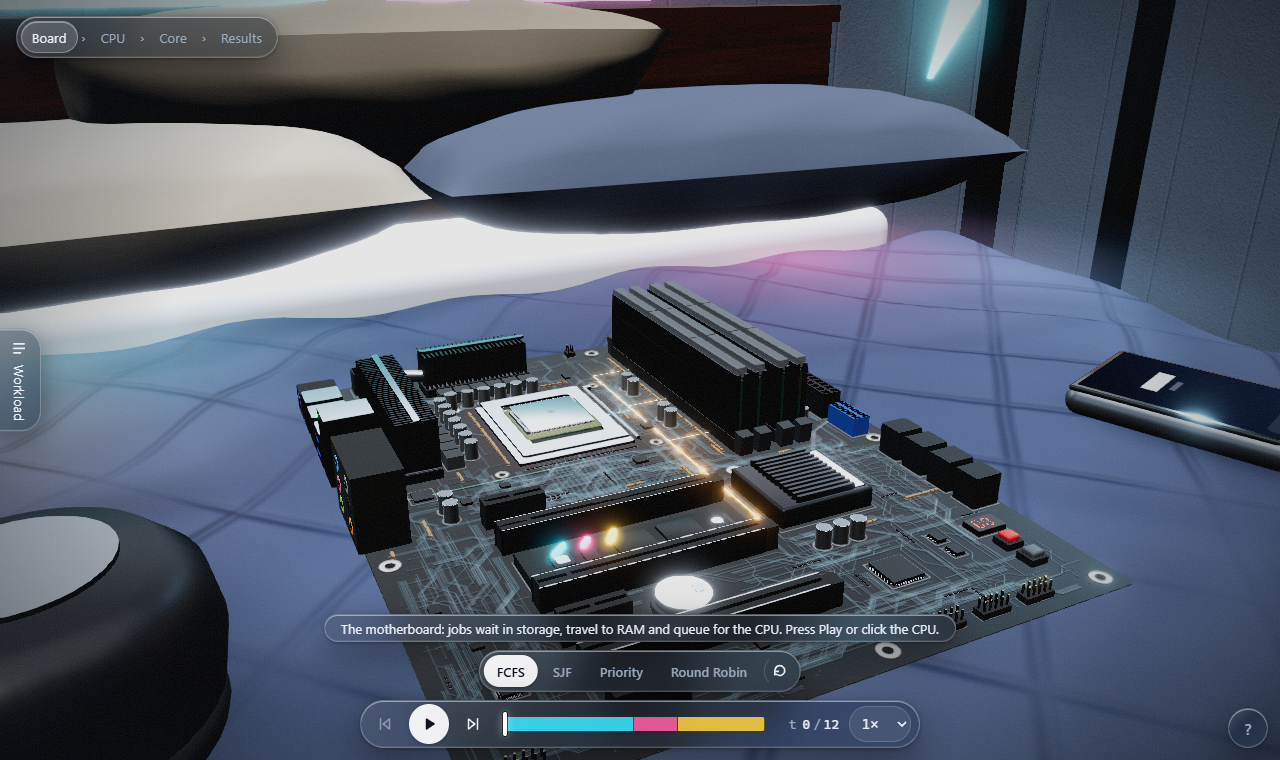 Board › CPU › Core › Results
Workload
The motherboard: jobs wait in storage, travel to RAM and queue for the CPU. Press Play or click the CPU.
FCFS SJF Priority Round Robin
t 0 / 12 1×
?